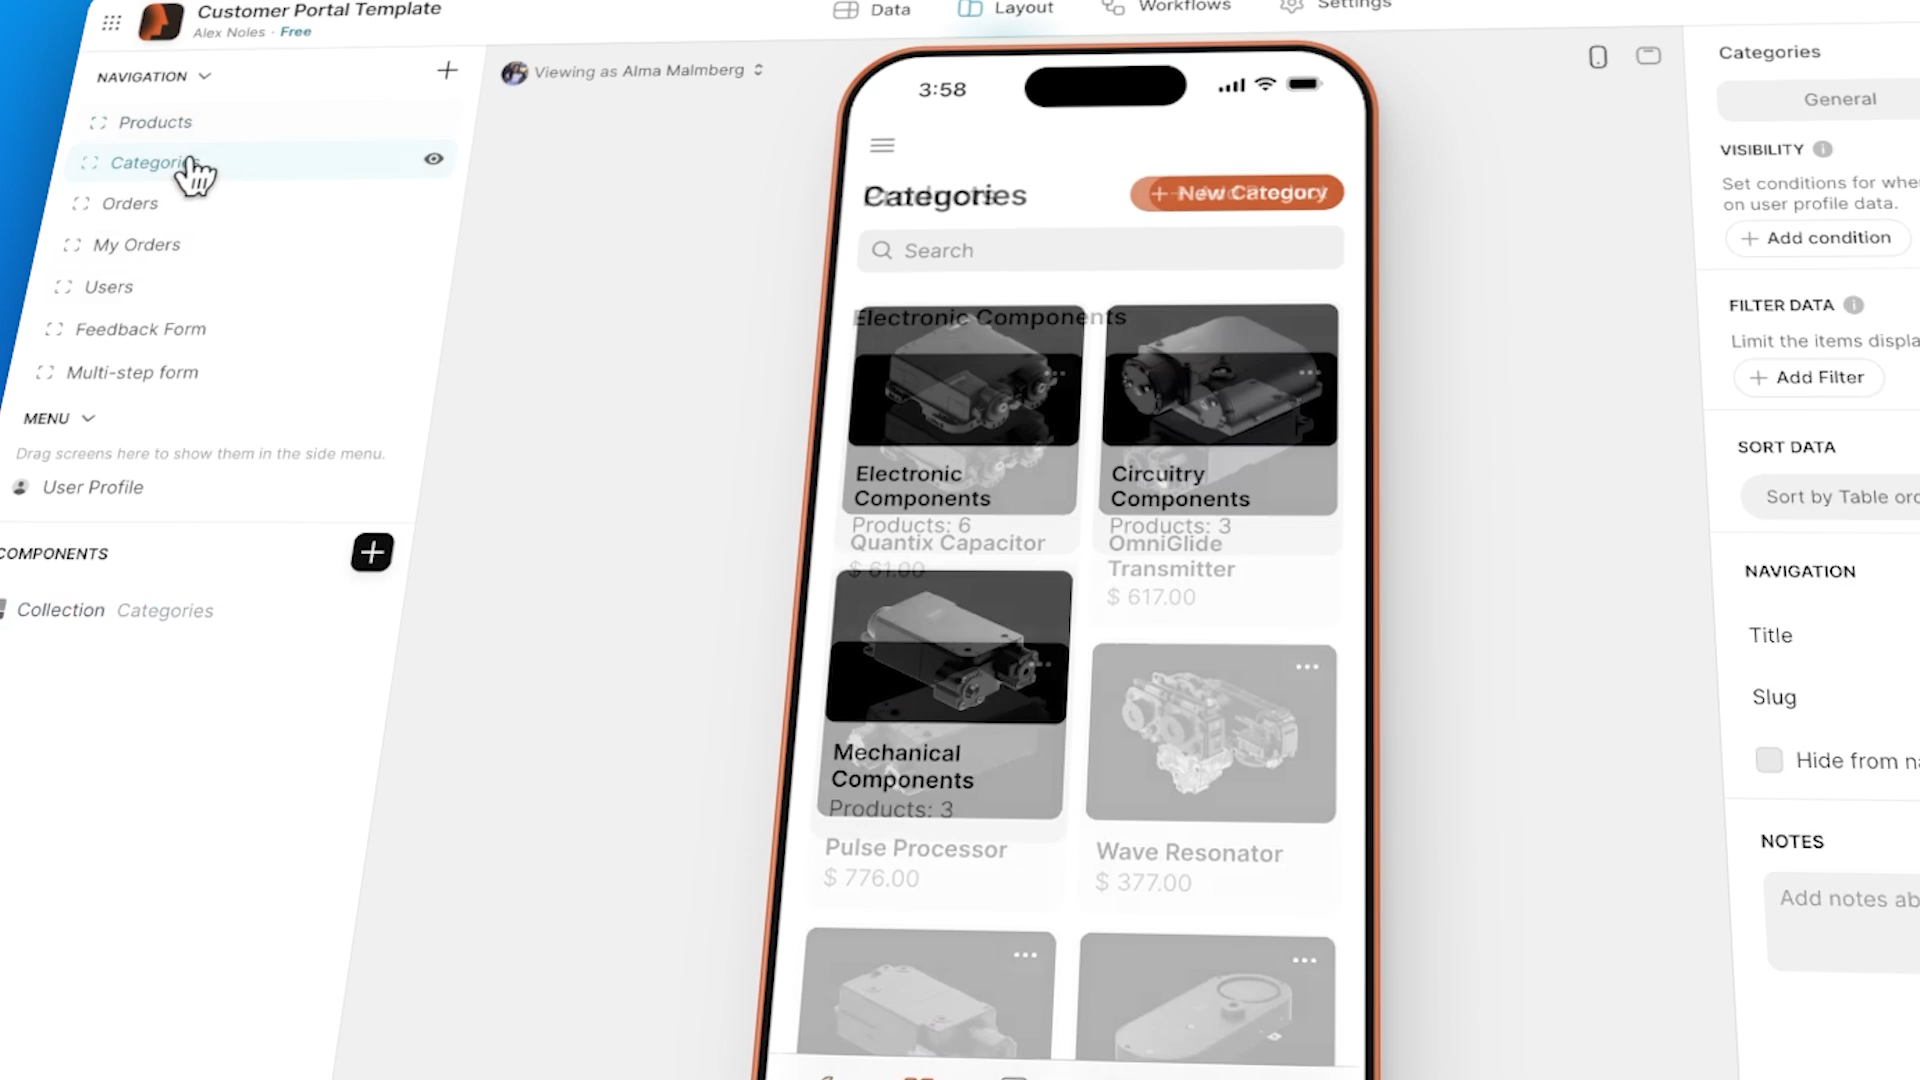 Customer Portal Template
Alex Noles · Free
Data
Layout
Workflows
Settings
NAVIGATION
Products
Categories
Orders
My Orders
Users
Feedback Form
Multi-step form
MENU
Drag screens here to show them in the side menu.
User Profile
COMPONENTS
Collection Categories
Viewing as Alma Malmberg
3:58
Categories
+ New Category
Search
Electronic Components
Electronic
Components
Products: 6
Quantix Capacitor
$ 61.00
Circuitry
Components
Products: 3
OmniGlide
Transmitter
$ 617.00
Mechanical
Components
Products: 3
Pulse Processor
$ 776.00
Wave Resonator
$ 377.00
Categories
General
VISIBILITY
Set conditions for whe
on user profile data.
+ Add condition
FILTER DATA
Limit the items displa
+ Add Filter
SORT DATA
Sort by Table ord
NAVIGATION
Title
Slug
Hide from na
NOTES
Add notes ab